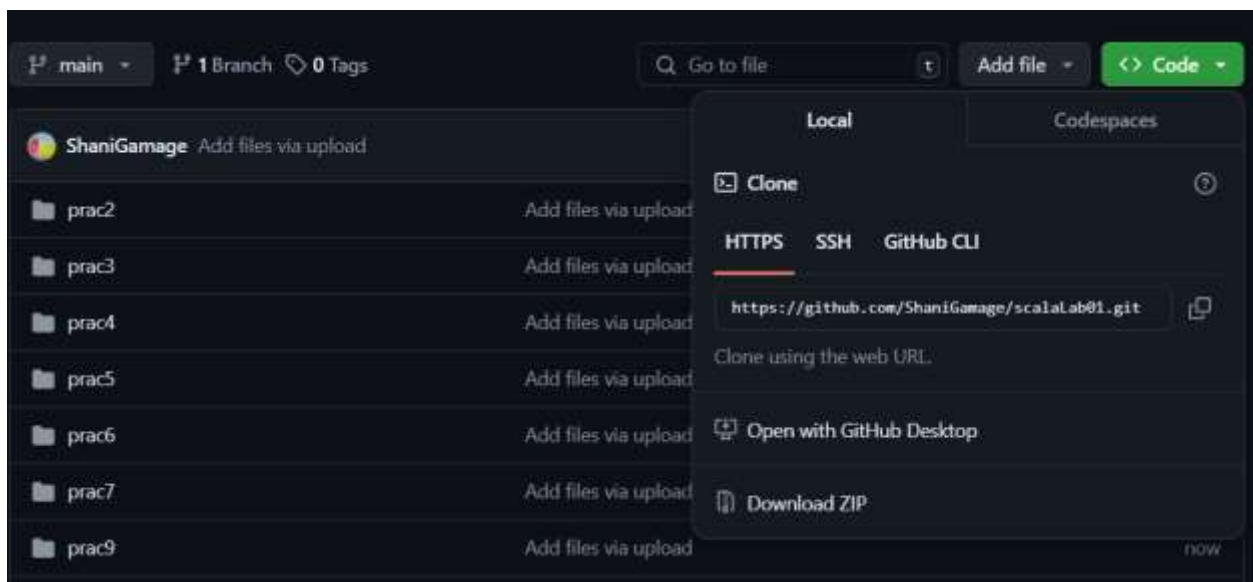 main
1 Branch
0 Tags
Go to file
t
Add file
<> Code
ShaniGamage Add files via upload
Local
Codespaces
Clone
HTTPS
SSH
GitHub CLI
https://github.com/ShaniGamage/scalaLab01.git
Clone using the web URL.
Open with GitHub Desktop
Download ZIP
prac2 Add files via upload
prac3 Add files via upload
prac4 Add files via upload
prac5 Add files via upload
prac6 Add files via upload
prac7 Add files via upload
prac9 Add files via upload now